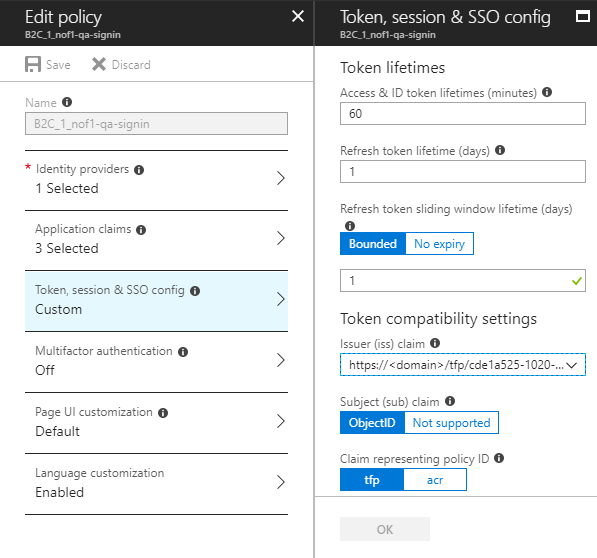 Edit policy
B2C_1_nof1-qa-signin
Save
Discard
Name
B2C_1_nof1-qa-signin
* Identity providers
1 Selected
Application claims
3 Selected
Token, session & SSO config
Custom
Multifactor authentication
Off
Page UI customization
Default
Language customization
Enabled
Token, session & SSO config
B2C_1_nof1-qa-signin
Token lifetimes
Access & ID token lifetimes (minutes)
60
Refresh token lifetime (days)
1
Refresh token sliding window lifetime (days)
Bounded
No expiry
1
Token compatibility settings
Issuer (iss) claim
https://<domain>/tfp/cde1a525-1020-...
Subject (sub) claim
ObjectID
Not supported
Claim representing policy ID
tfp
acr
OK